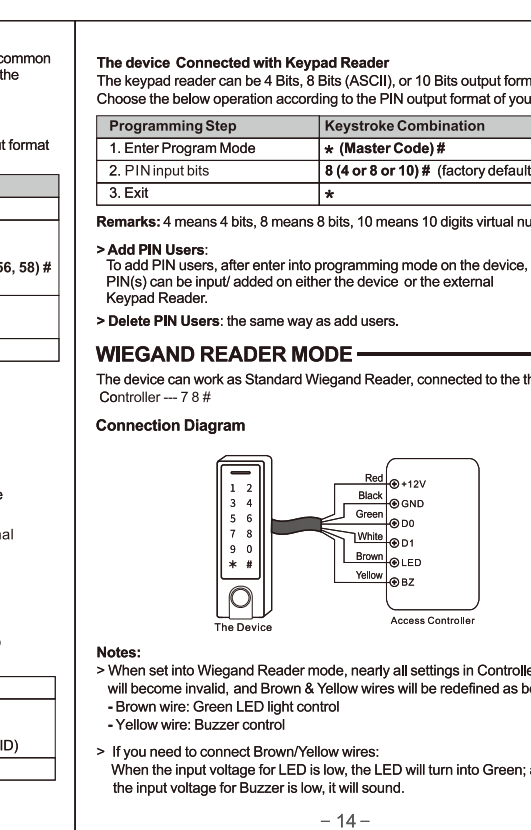 common
the
t format
56, 58) #
e
al
ID)
The device Connected with Keypad Reader
The keypad reader can be 4 Bits, 8 Bits (ASCII), or 10 Bits output
Choose the below operation according to the PIN output format of
Programming Step Keystroke Combination
1. Enter Program Mode * (Master Code) #
2. PIN input bits 8 (4 or 8 or 10) # (factory default
3. Exit *
Remarks: 4 means 4 bits, 8 means 8 bits, 10 means 10 digits virtual
> Add PIN Users:
To add PIN users, after enter into programming mode on the device,
PIN(s) can be input/ added on either the device or the external
Keypad Reader.
> Delete PIN Users: the same way as add users.
WIEGAND READER MODE
The device can work as Standard Wiegand Reader, connected to the
Controller --- 7 8 #
Connection Diagram
1 2
3 4
5 6
7 8
9 0
* #
The Device
Red +12V
Black GND
Green D0
White D1
Brown LED
Yellow BZ
Access Controller
Notes:
> When set into Wiegand Reader mode, nearly all settings in
will become invalid, and Brown & Yellow wires will be redefined as
- Brown wire: Green LED light control
- Yellow wire: Buzzer control
> If you need to connect Brown/Yellow wires:
When the input voltage for LED is low, the LED will turn into Green;
the input voltage for Buzzer is low, it will sound.
– 14 –